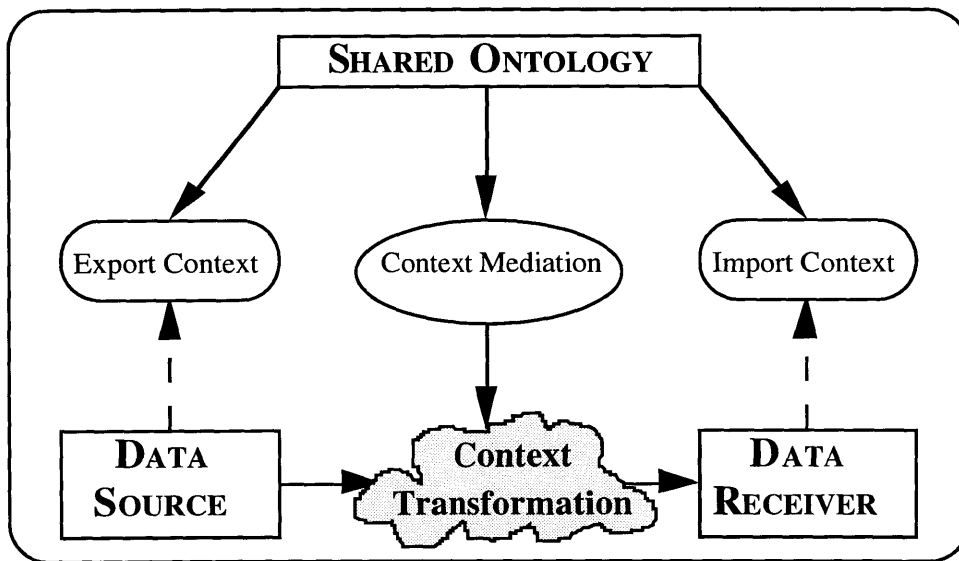 SHARED ONTOLOGY
Export Context
Context Mediation
Import Context
DATA
SOURCE
Context
Transformation
DATA
RECEIVER